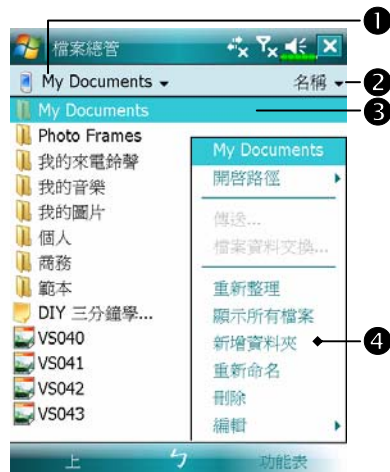 ❶
檔案總管
My Documents
名稱
❷
My Documents
❸
Photo Frames
我的來電鈴聲
我的音樂
我的圖片
個人
商務
範本
DIY 三分鐘學...
VS040
VS041
VS042
VS043
My Documents
開啟路徑
傳送...
檔案資料交換...
重新整理
顯示所有檔案
新增資料夾
❹
重新命名
刪除
編輯
上
ㄅ
功能表